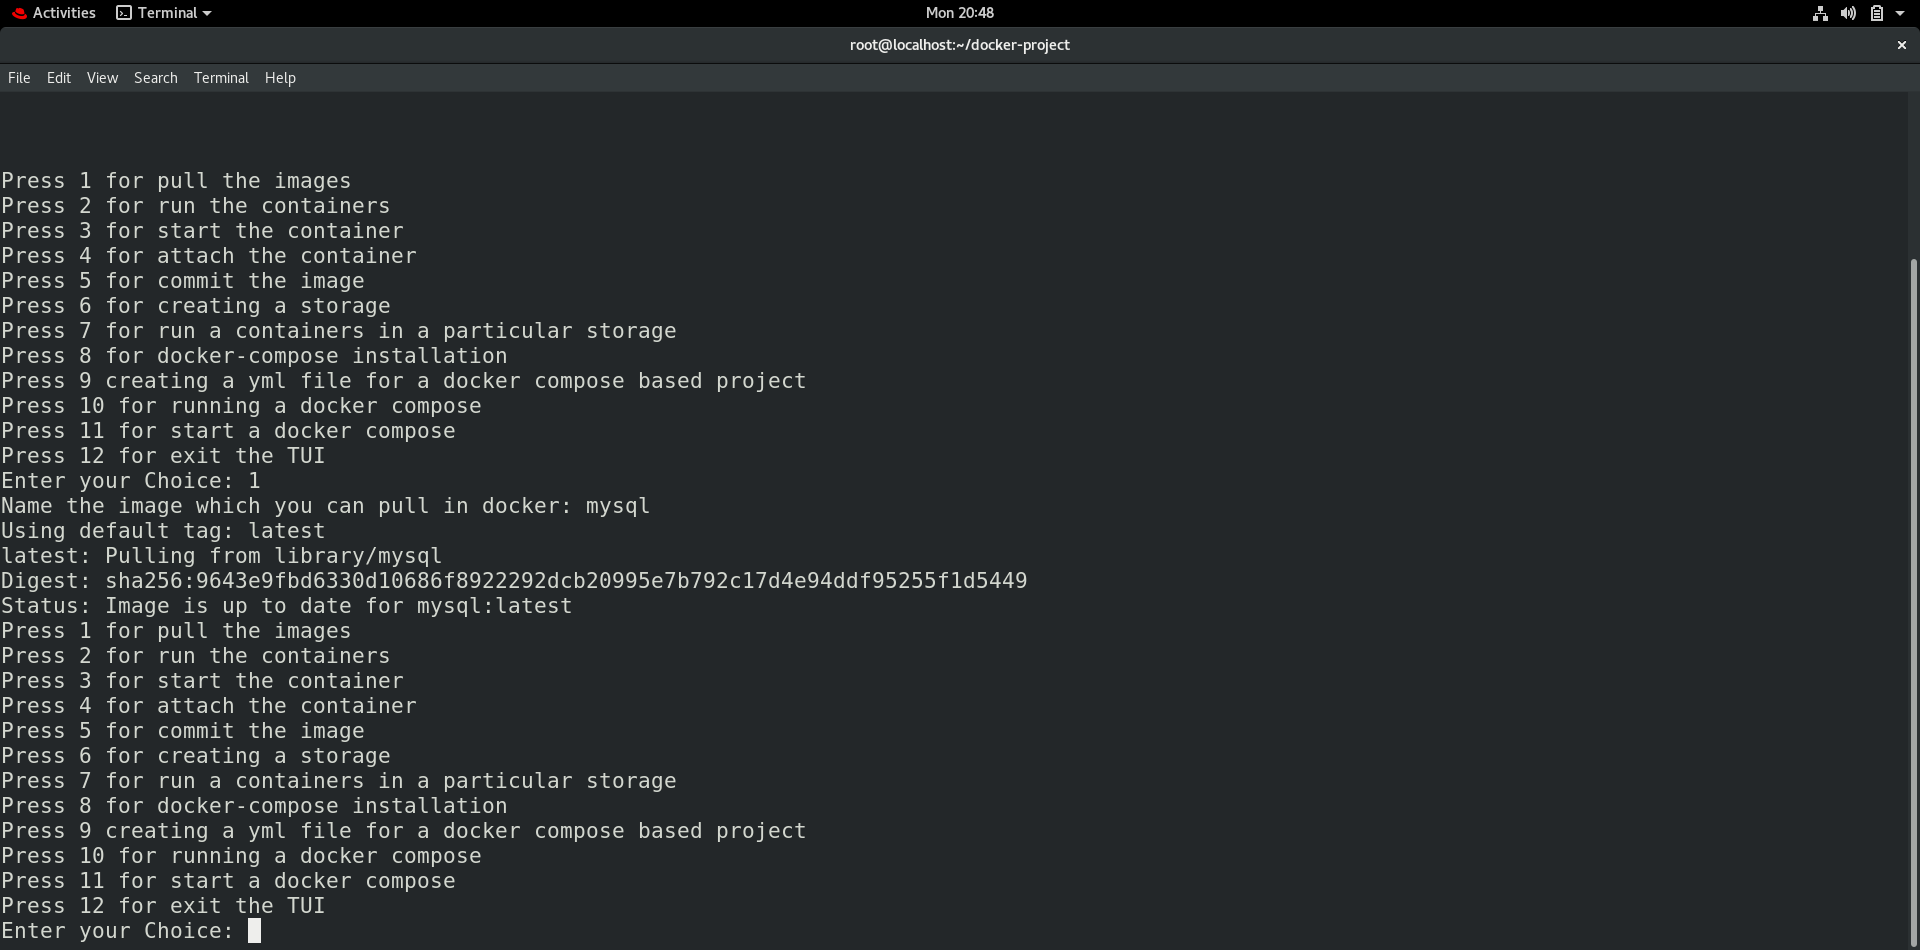 Activities Terminal Mon 20:48
root@localhost:~/docker-project
File Edit View Search Terminal Help
Press 1 for pull the images
Press 2 for run the containers
Press 3 for start the container
Press 4 for attach the container
Press 5 for commit the image
Press 6 for creating a storage
Press 7 for run a containers in a particular storage
Press 8 for docker-compose installation
Press 9 creating a yml file for a docker compose based project
Press 10 for running a docker compose
Press 11 for start a docker compose
Press 12 for exit the TUI
Enter your Choice: 1
Name the image which you can pull in docker: mysql
Using default tag: latest
latest: Pulling from library/mysql
Digest: sha256:9643e9fbd6330d10686f8922292dcb20995e7b792c17d4e94ddf95255f1d5449
Status: Image is up to date for mysql:latest
Press 1 for pull the images
Press 2 for run the containers
Press 3 for start the container
Press 4 for attach the container
Press 5 for commit the image
Press 6 for creating a storage
Press 7 for run a containers in a particular storage
Press 8 for docker-compose installation
Press 9 creating a yml file for a docker compose based project
Press 10 for running a docker compose
Press 11 for start a docker compose
Press 12 for exit the TUI
Enter your Choice: